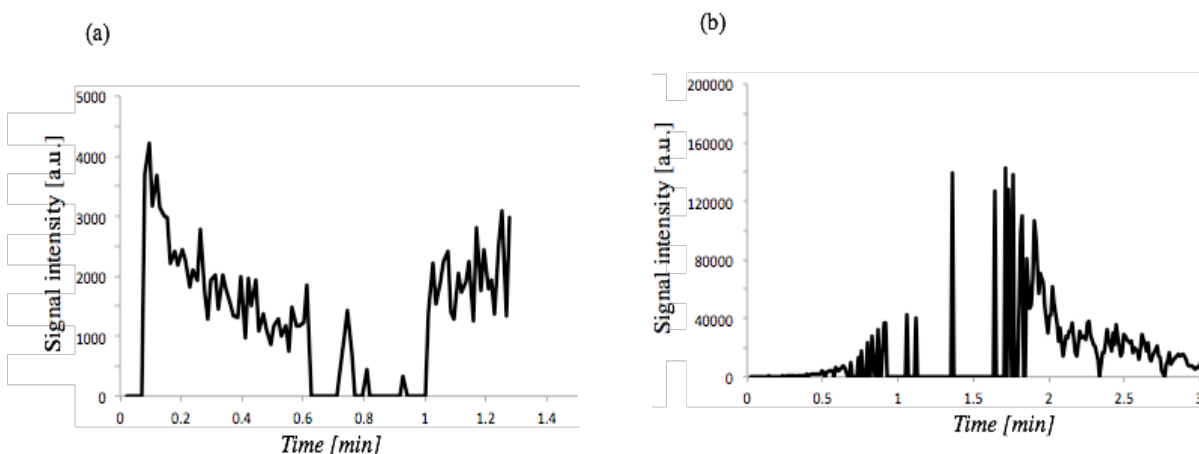 (a)
5000
4000
3000
2000
1000
0
Signal intensity [a.u.]
0 0.2 0.4 0.6 0.8 1 1.2 1.4
Time [min]
(b)
200000
160000
120000
80000
40000
0
Signal intensity [a.u.]
0 0.5 1 1.5 2 2.5 3
Time [min]